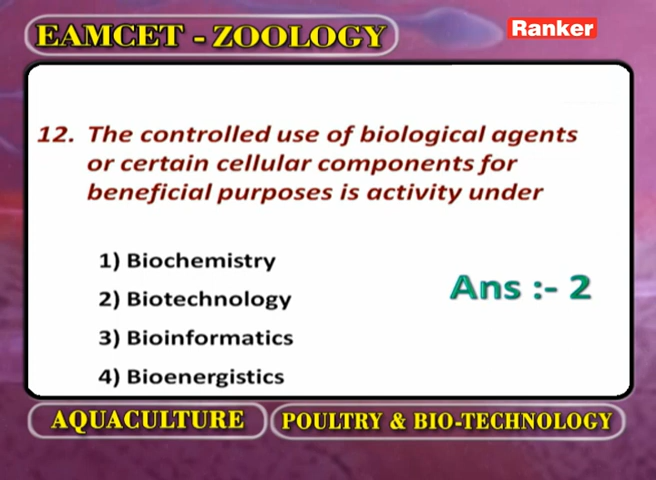 EAMCET - ZOOLOGY
Ranker
12. The controlled use of biological agents
or certain cellular components for
beneficial purposes is activity under
1) Biochemistry
2) Biotechnology
3) Bioinformatics
4) Bioenergistics
Ans :- 2
AQUACULTURE
POULTRY & BIO-TECHNOLOGY